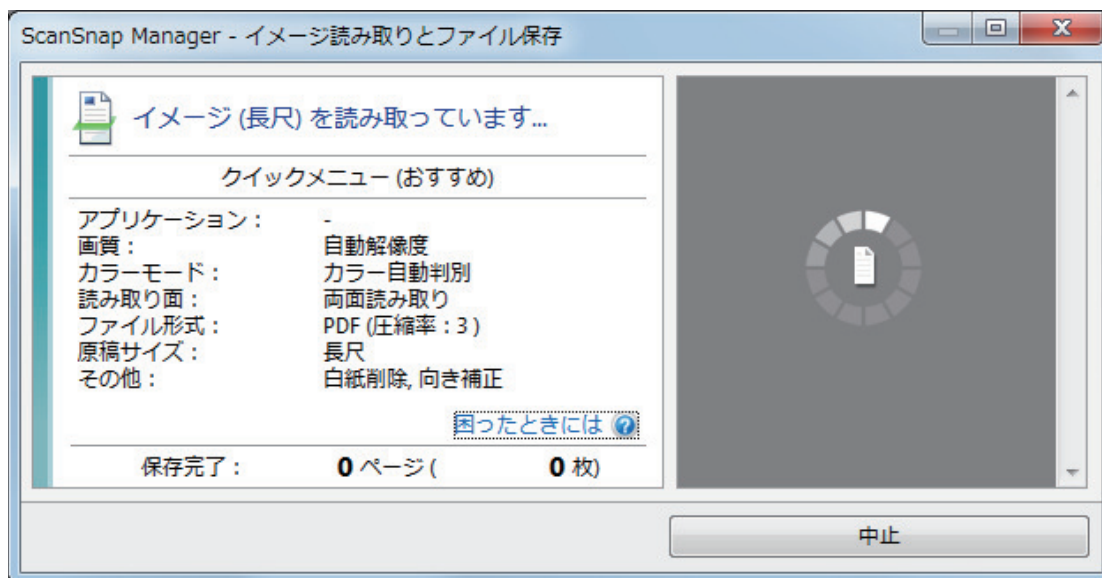 ScanSnap Manager - イメージ読み取りとファイル保存
イメージ (長尺) を読み取っています...
クイックメニュー (おすすめ)
アプリケーション : -
画質 : 自動解像度
カラーモード : カラー自動判別
読み取り面 : 両面読み取り
ファイル形式 : PDF (圧縮率 : 3 )
原稿サイズ : 長尺
その他 : 白紙削除, 向き補正
困ったときには ?
保存完了 : 0 ページ ( 0 枚)
中止